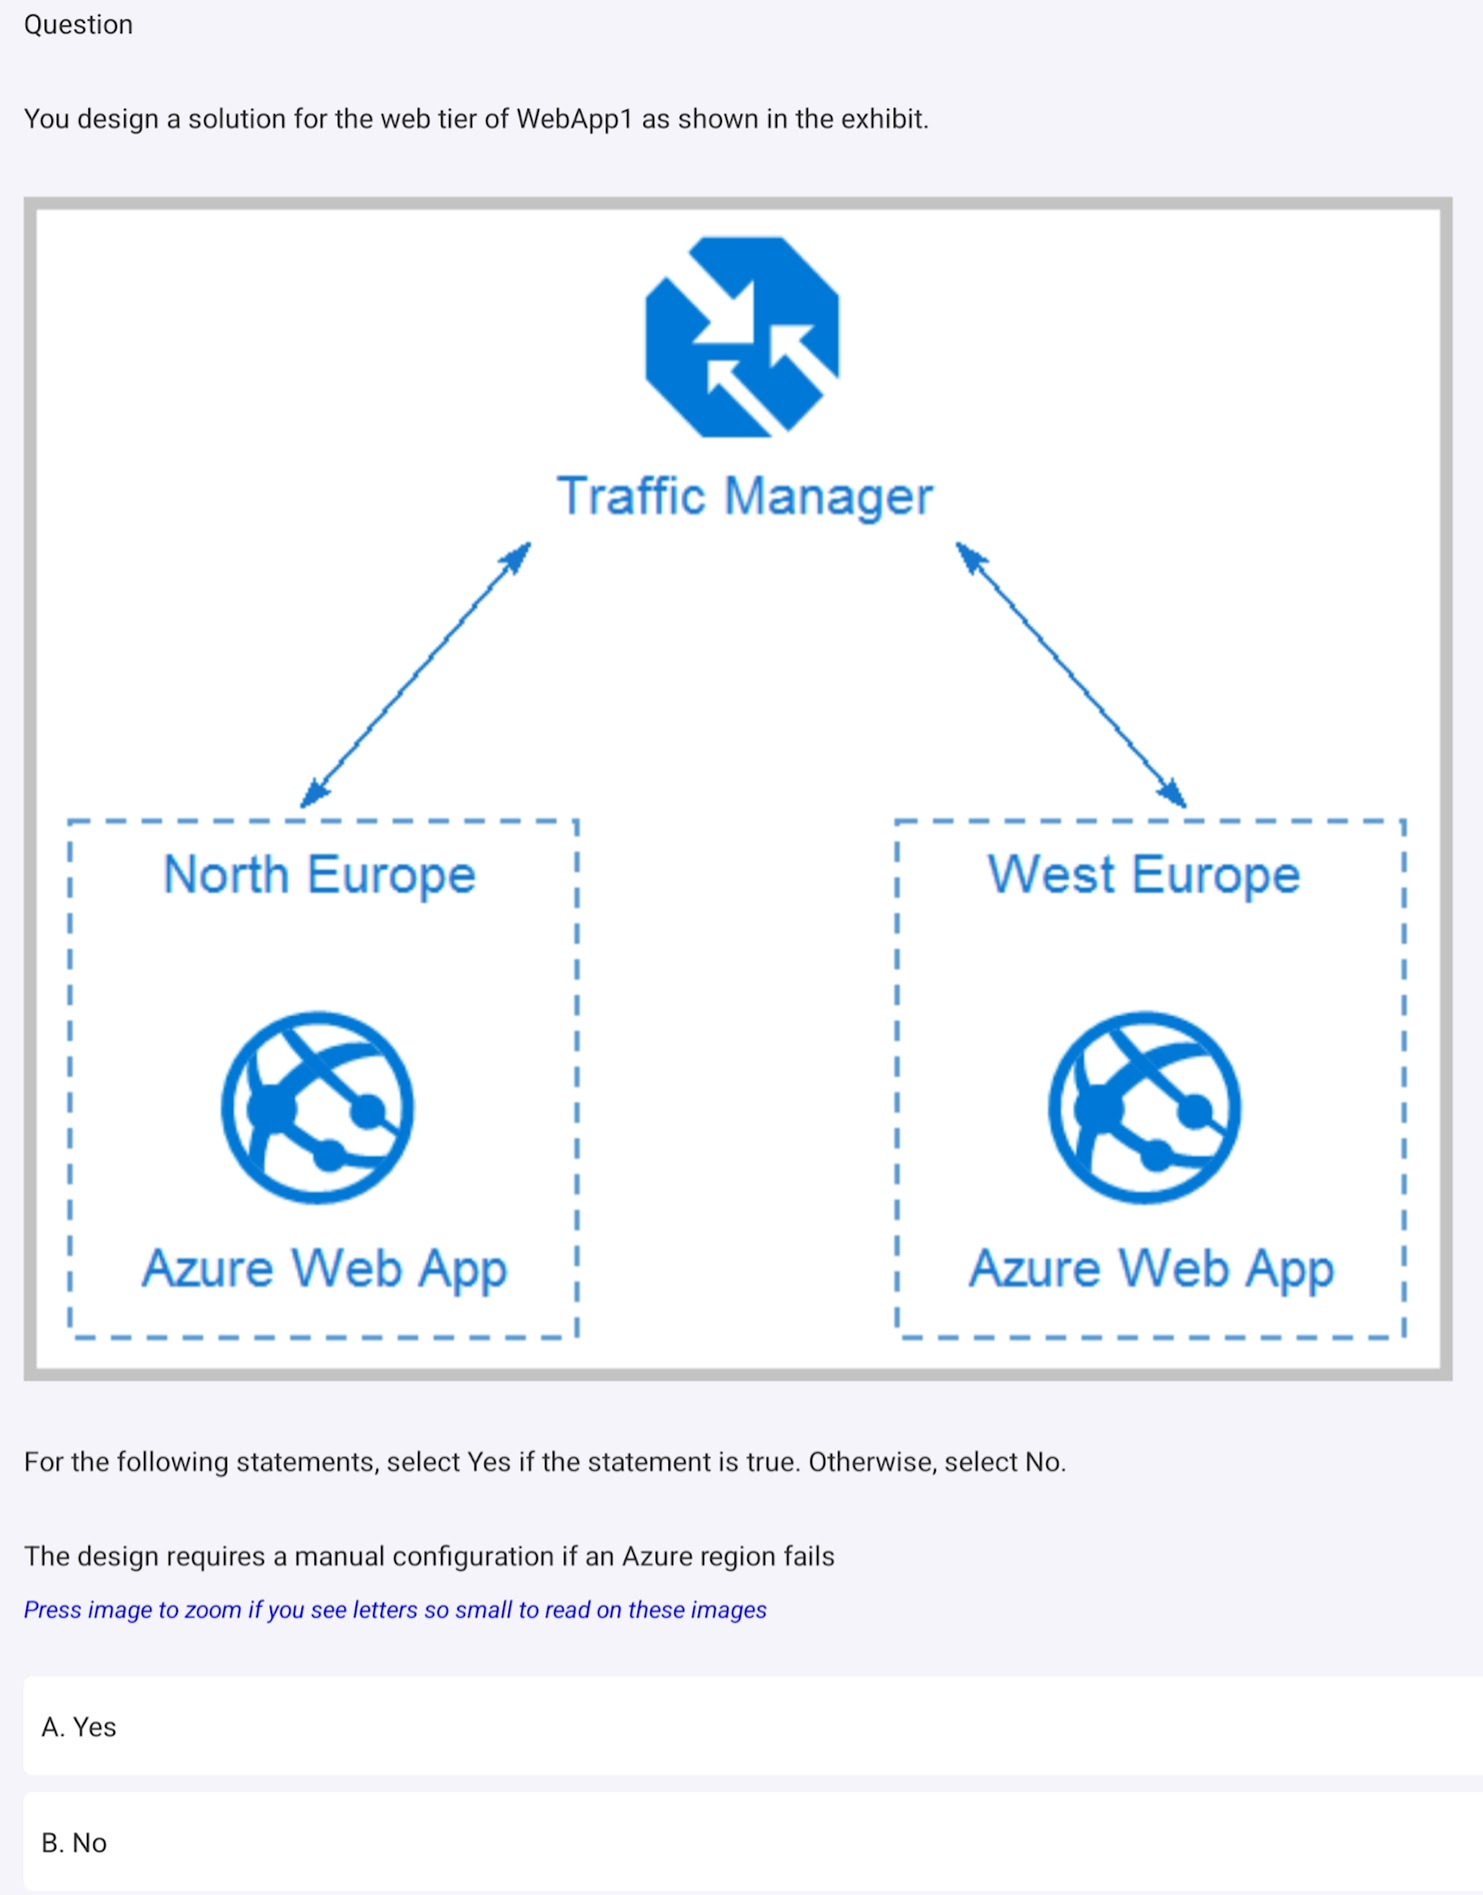 Question
You design a solution for the web tier of WebApp1 as shown in the exhibit.
Traffic Manager
North Europe
West Europe
Azure Web App
Azure Web App
For the following statements, select Yes if the statement is true. Otherwise, select No.
The design requires a manual configuration if an Azure region fails
Press image to zoom if you see letters so small to read on these images
A. Yes
B. No